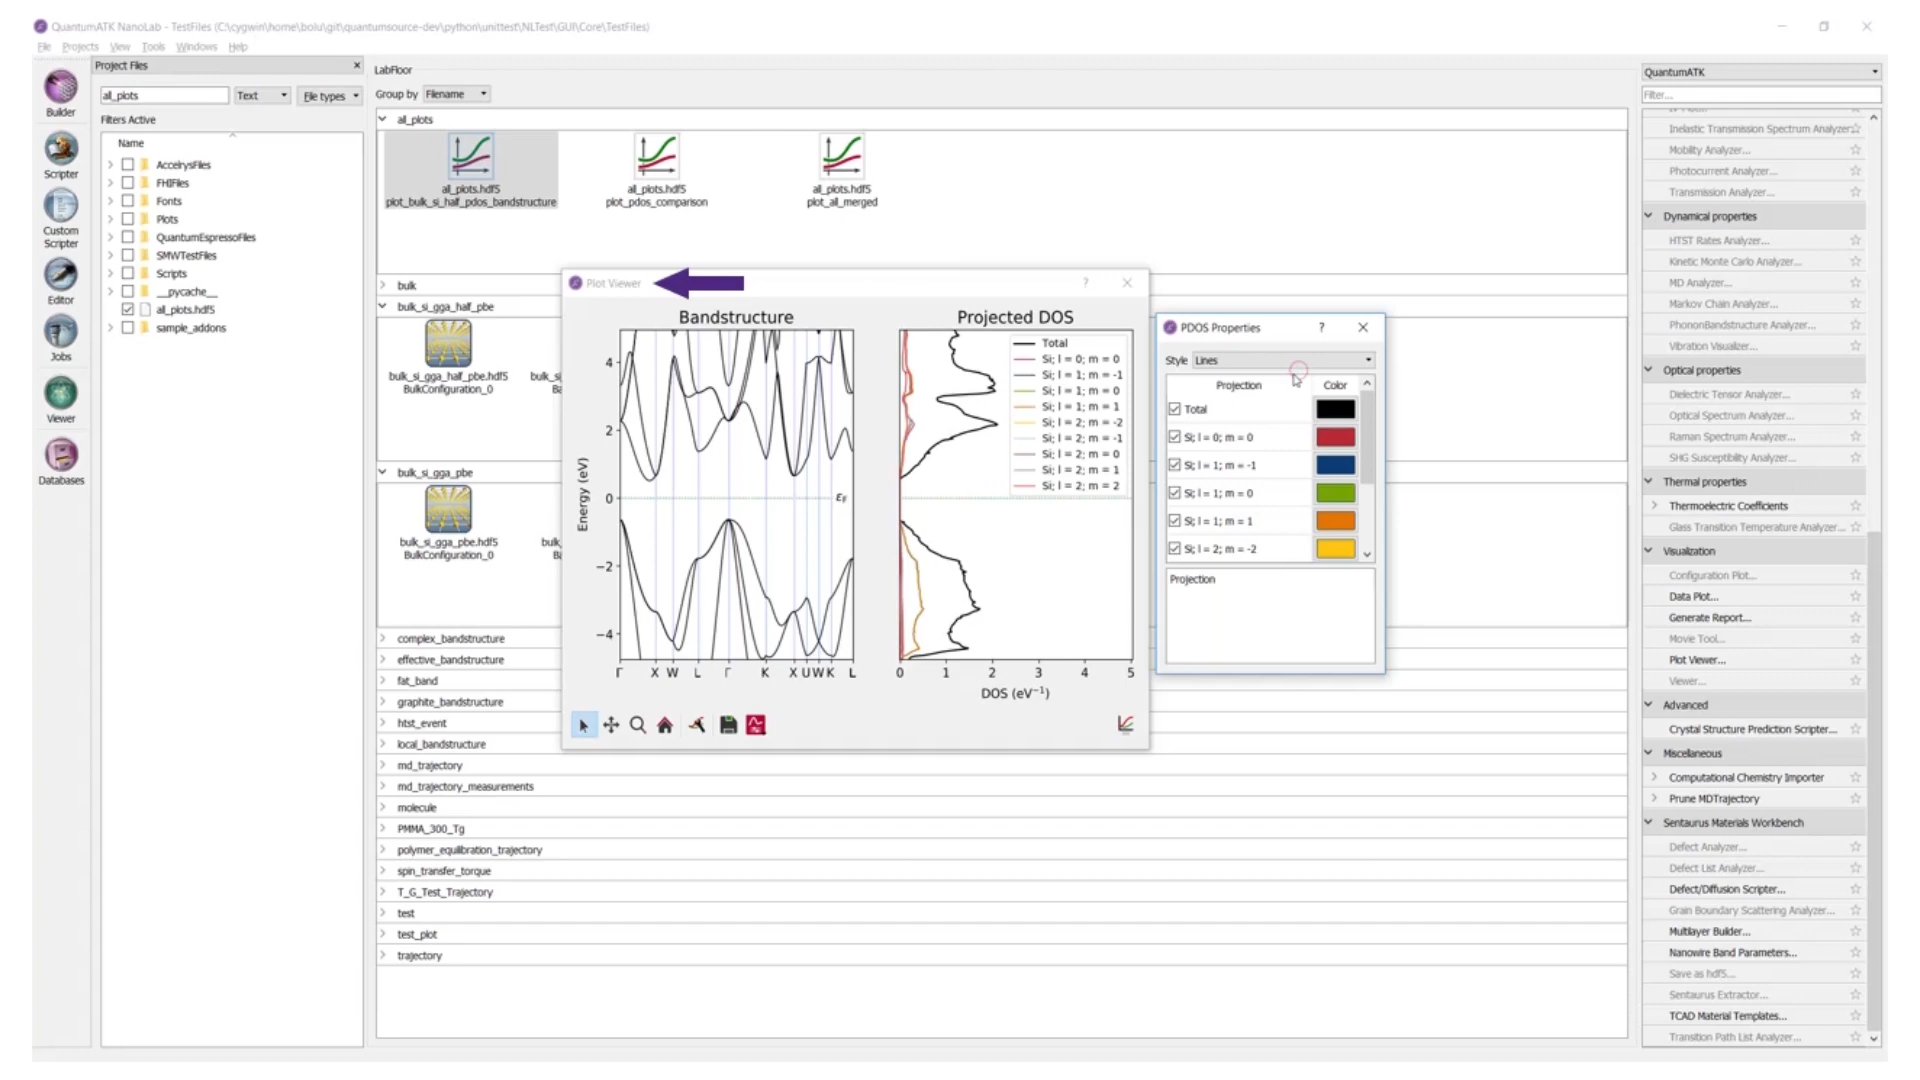 QuantumATK NanoLab - TestFiles (C:\cygwin\home\bolu\git\quantumsource-dev\python\unittest\NLTest\GUI\Core\TestFiles)
File Projects View Tools Windows Help
Project Files
all_plots Text File types
Filters Active
Name
AccelrysFiles
FHIFiles
Fonts
Plots
QuantumEspressoFiles
SMWTestFiles
Scripts
__pycache__
all_plots.hdf5
sample_addons
Builder
Scripter
Custom
Scripter
Editor
Jobs
Viewer
Databases
LabFloor
Group by Filename
all_plots
all_plots.hdf5
plot_bulk_si_half_pdos_bandstructure
all_plots.hdf5
plot_pdos_comparison
all_plots.hdf5
plot_all_merged
bulk
bulk_si_gga_half_pbe
bulk_si_gga_half_pbe.hdf5
BulkConfiguration_0
bulk_si_gga_pbe
bulk_si_gga_pbe.hdf5
BulkConfiguration_0
complex_bandstructure
effective_bandstructure
fat_band
graphite_bandstructure
htst_event
local_bandstructure
md_trajectory
md_trajectory_measurements
molecule
PMMA_300_Tg
polymer_equilibration_trajectory
spin_transfer_torque
T_G_Test_Trajectory
test
test_plot
trajectory
Plot Viewer ?
Bandstructure
Energy (eV)
4
2
0
−2
−4
εF
Γ X W L Γ K X U W K L
Projected DOS
Total
Si; l = 0; m = 0
Si; l = 1; m = -1
Si; l = 1; m = 0
Si; l = 1; m = 1
Si; l = 2; m = -2
Si; l = 2; m = -1
Si; l = 2; m = 0
Si; l = 2; m = 1
Si; l = 2; m = 2
0 1 2 3 4 5
DOS (eV⁻¹)
PDOS Properties ?
Style Lines
Projection Color
Total
Si; l = 0; m = 0
Si; l = 1; m = -1
Si; l = 1; m = 0
Si; l = 1; m = 1
Si; l = 2; m = -2
Projection
QuantumATK
Filter...
Inelastic Transmission Spectrum Analyzer...
Mobility Analyzer...
Photocurrent Analyzer...
Transmission Analyzer...
Dynamical properties
HTST Rates Analyzer...
Kinetic Monte Carlo Analyzer...
MD Analyzer...
Markov Chain Analyzer...
PhononBandstructure Analyzer...
Vibration Visualizer...
Optical properties
Dielectric Tensor Analyzer...
Optical Spectrum Analyzer...
Raman Spectrum Analyzer...
SHG Susceptibility Analyzer...
Thermal properties
Thermoelectric Coefficients
Glass Transition Temperature Analyzer...
Visualization
Configuration Plot...
Data Plot...
Generate Report...
Movie Tool...
Plot Viewer...
Viewer...
Advanced
Crystal Structure Prediction Scripter...
Miscellaneous
Computational Chemistry Importer
Prune MDTrajectory
Sentaurus Materials Workbench
Defect Analyzer...
Defect List Analyzer...
Defect/Diffusion Scripter...
Grain Boundary Scattering Analyzer...
Multilayer Builder...
Nanowire Band Parameters...
Save as hdf5...
Sentaurus Extractor...
TCAD Material Templates...
Transition Path List Analyzer...